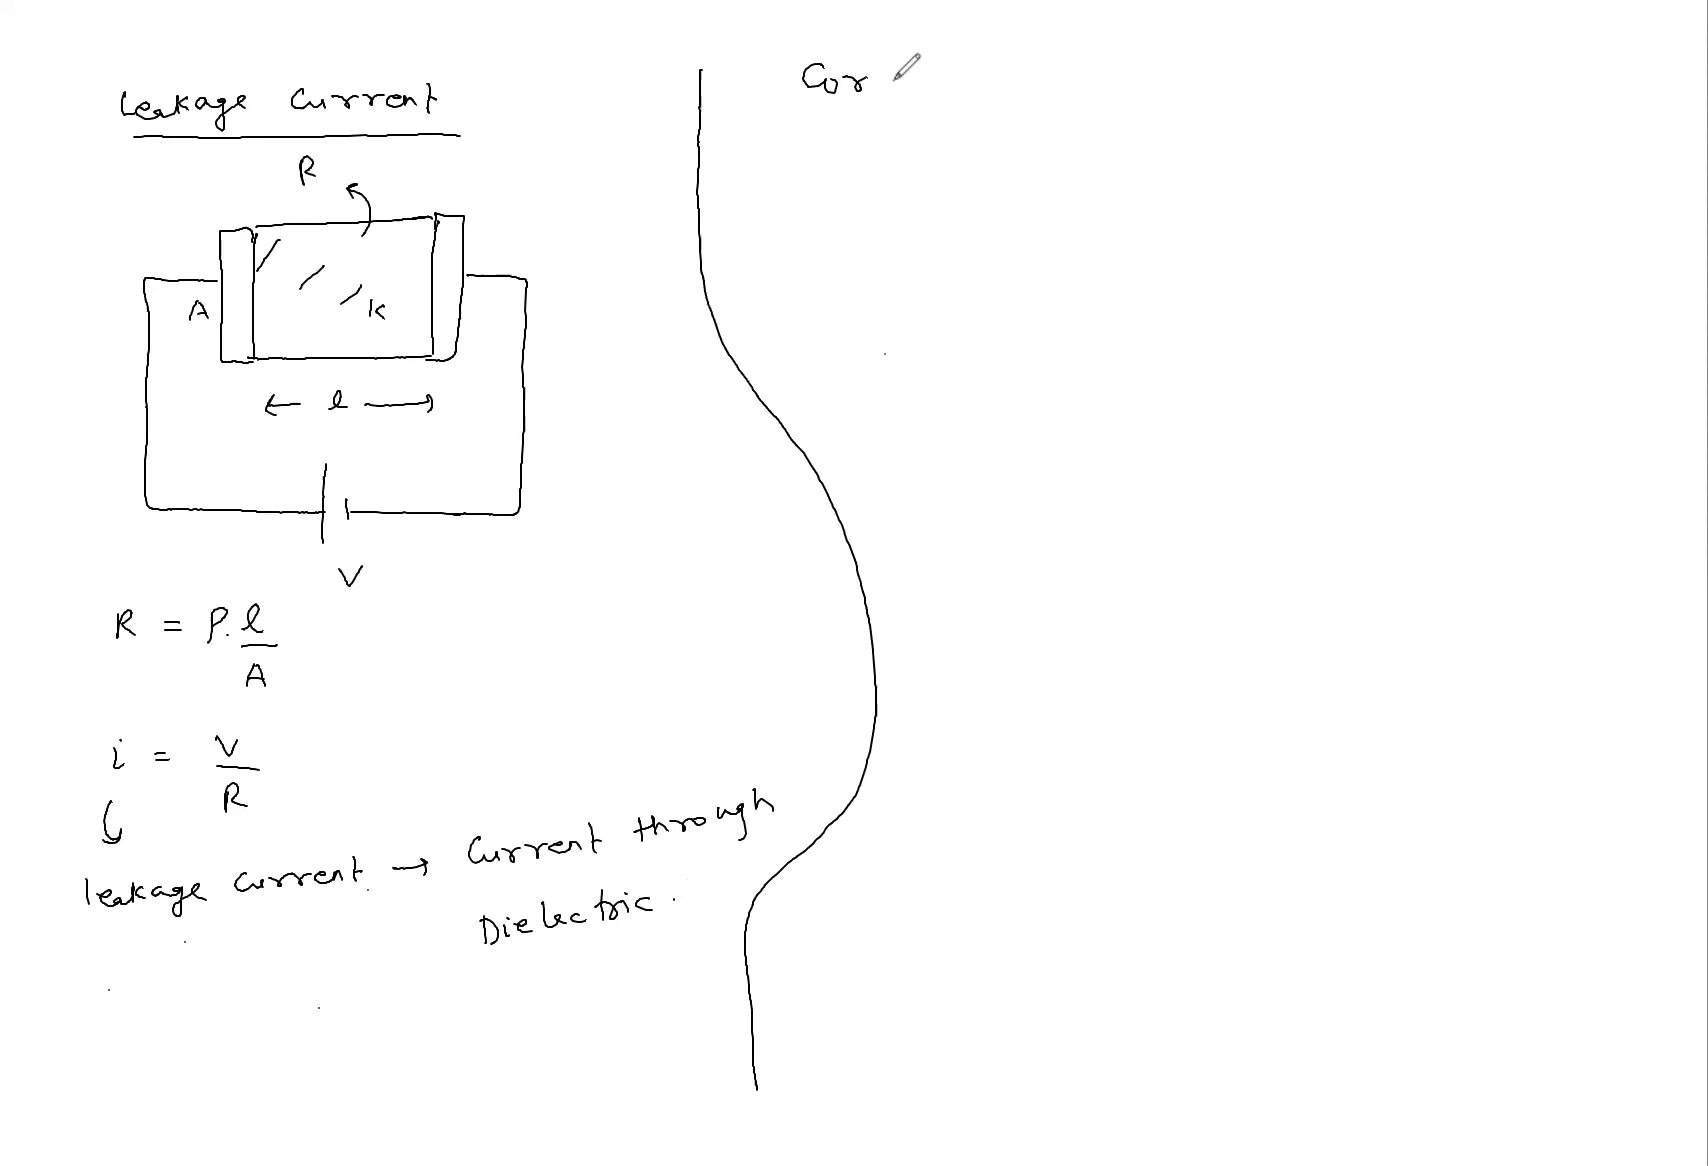 Leakage Current
R
A
K
l
V
R = ρ. l / A
i = V / R
leakage current → Current through
Dielectric.
Cor